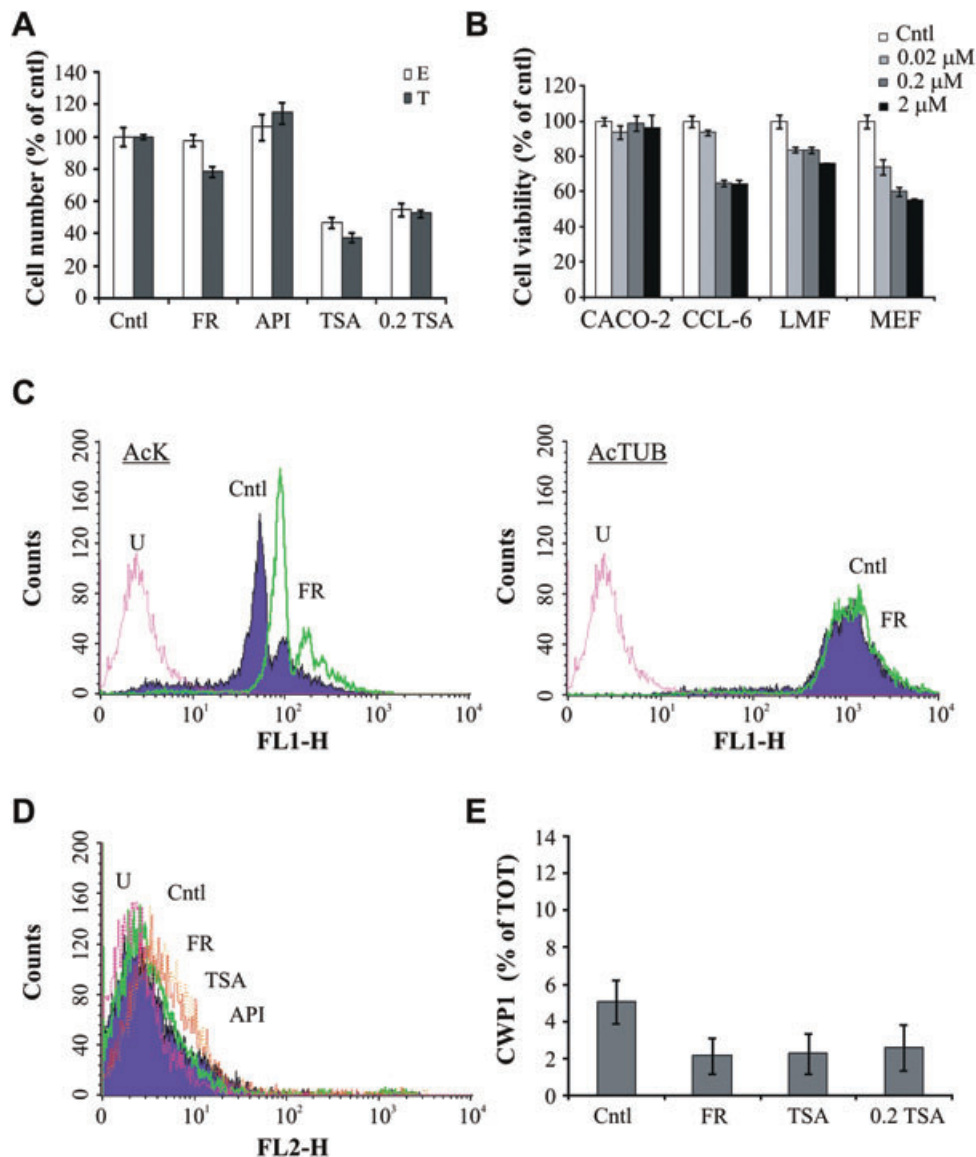 A
Cell number (% of cntl)
140
120
100
80
60
40
20
0
E
T
Cntl FR API TSA 0.2 TSA
B
Cell viability (% of cntl)
120
100
80
60
40
20
0
Cntl
0.02 µM
0.2 µM
2 µM
CACO-2 CCL-6 LMF MEF
C
Counts
200
160
120
80
40
0
AcK
U
Cntl
FR
0 10¹ 10² 10³ 10⁴
FL1-H
Counts
200
160
120
80
40
0
AcTUB
U
Cntl
FR
0 10¹ 10² 10³ 10⁴
FL1-H
D
Counts
200
160
120
80
40
0
U
Cntl
FR
TSA
API
0 10¹ 10² 10³ 10⁴
FL2-H
E
CWP1 (% of TOT)
14
12
10
8
6
4
2
0
Cntl FR TSA 0.2 TSA